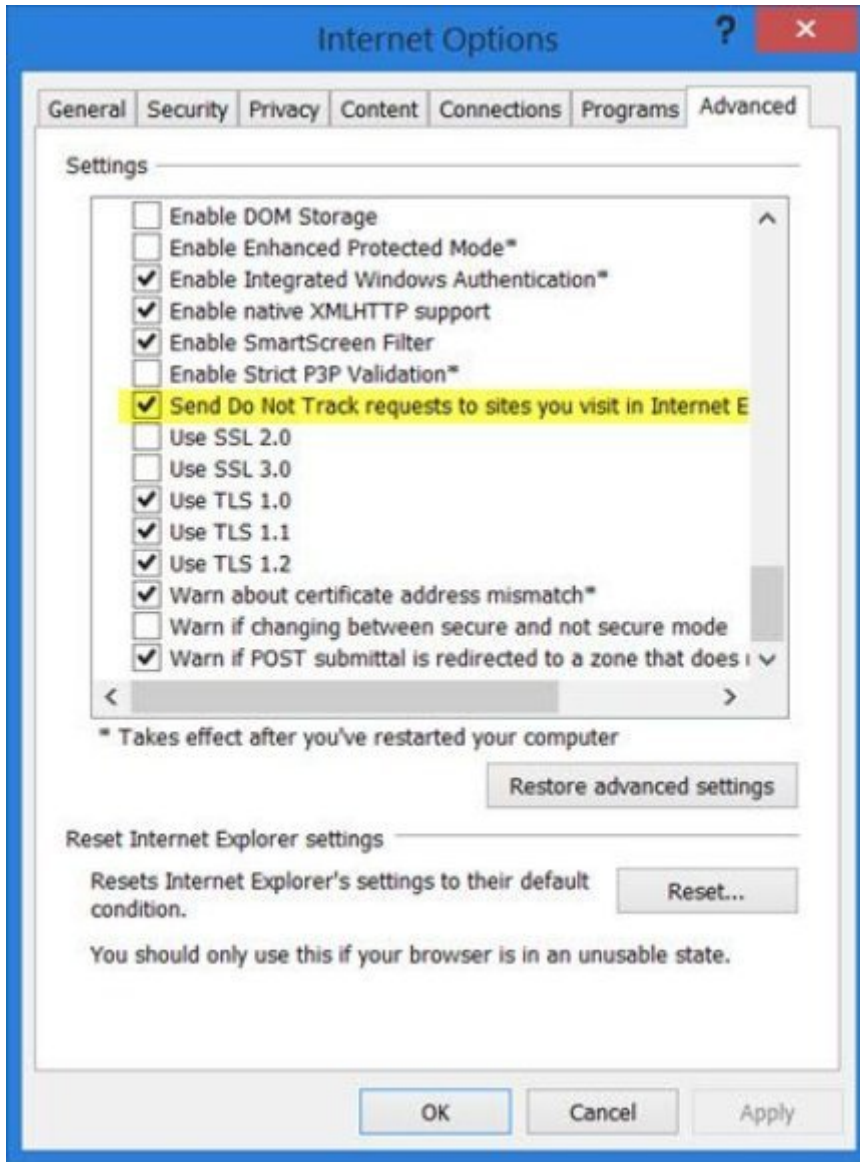 Internet Options
?
General Security Privacy Content Connections Programs Advanced
Settings
Enable DOM Storage
Enable Enhanced Protected Mode*
Enable Integrated Windows Authentication*
Enable native XMLHTTP support
Enable SmartScreen Filter
Enable Strict P3P Validation*
Send Do Not Track requests to sites you visit in Internet E
Use SSL 2.0
Use SSL 3.0
Use TLS 1.0
Use TLS 1.1
Use TLS 1.2
Warn about certificate address mismatch*
Warn if changing between secure and not secure mode
Warn if POST submittal is redirected to a zone that does
* Takes effect after you've restarted your computer
Restore advanced settings
Reset Internet Explorer settings
Resets Internet Explorer's settings to their default
condition.
Reset...
You should only use this if your browser is in an unusable state.
OK Cancel Apply